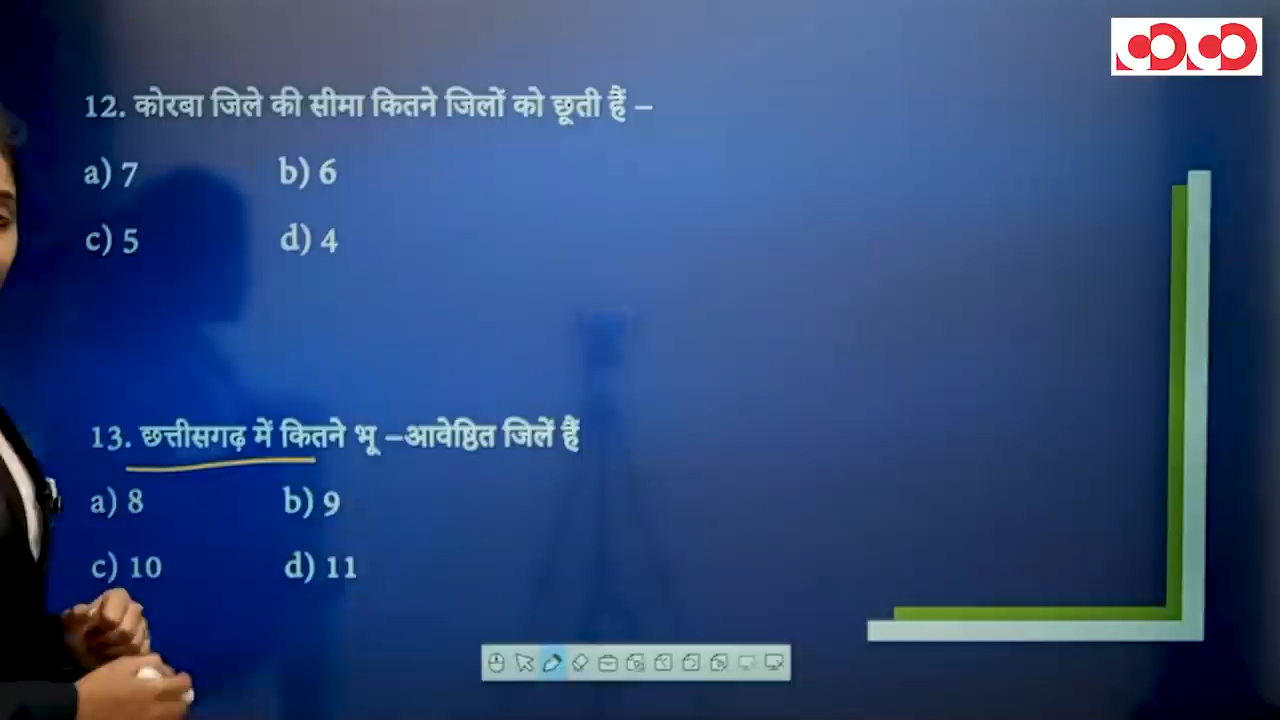 12. कोरबा जिले की सीमा कितने जिलों को छूती हैं –
a) 7 b) 6
c) 5 d) 4
13. छत्तीसगढ़ में कितने भू –आवेष्ठित जिलें हैं
a) 8 b) 9
c) 10 d) 11